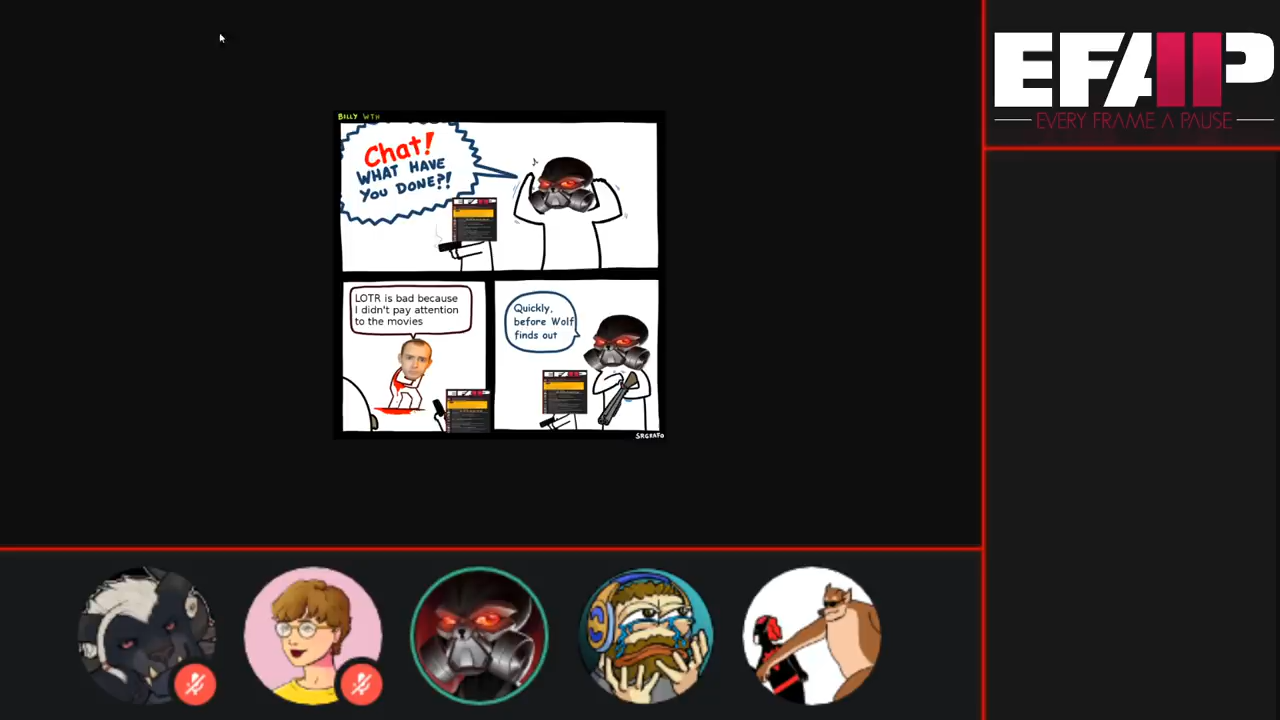 BILLY WTH
Chat!
WHAT HAVE
YOU DONE?!
LOTR is bad because
I didn't pay attention
to the movies
Quickly,
before Wolf
finds out
SRGRAFO
EFAP
EVERY FRAME A PAUSE